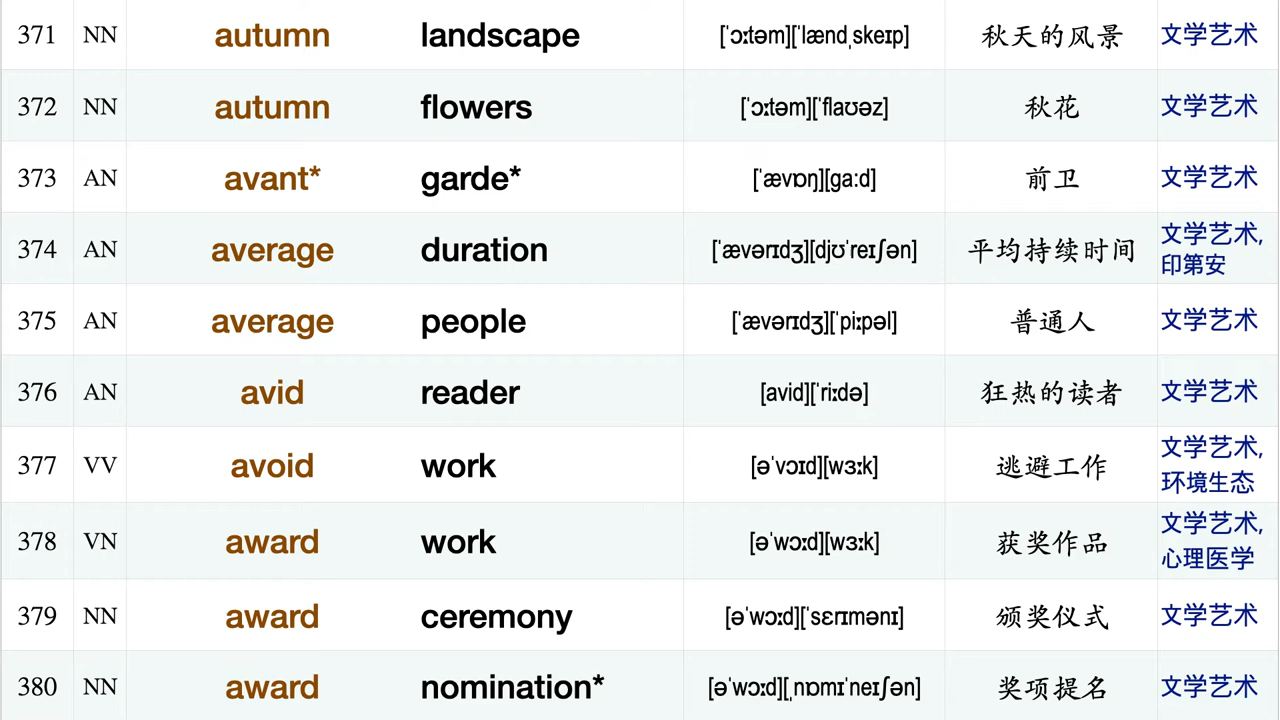 371 NN autumn landscape [ˈɔːtəm][ˈlændˌskeɪp] 秋天的风景 文学艺术
372 NN autumn flowers [ˈɔːtəm][ˈflaʊəz] 秋花 文学艺术
373 AN avant* garde* [ˈævɒŋ][ga:d] 前卫 文学艺术
374 AN average duration [ˈævərɪdʒ][djʊˈreɪʃən] 平均持续时间 文学艺术,
印第安
375 AN average people [ˈævərɪdʒ][ˈpiːpəl] 普通人 文学艺术
376 AN avid reader [avid][ˈriːdə] 狂热的读者 文学艺术
377 VV avoid work [əˈvɔɪd][wɜːk] 逃避工作 文学艺术,
环境生态
378 VN award work [əˈwɔːd][wɜːk] 获奖作品 文学艺术,
心理医学
379 NN award ceremony [əˈwɔːd][ˈsɛrɪmənɪ] 颁奖仪式 文学艺术
380 NN award nomination* [əˈwɔːd][ˌnɒmɪˈneɪʃən] 奖项提名 文学艺术